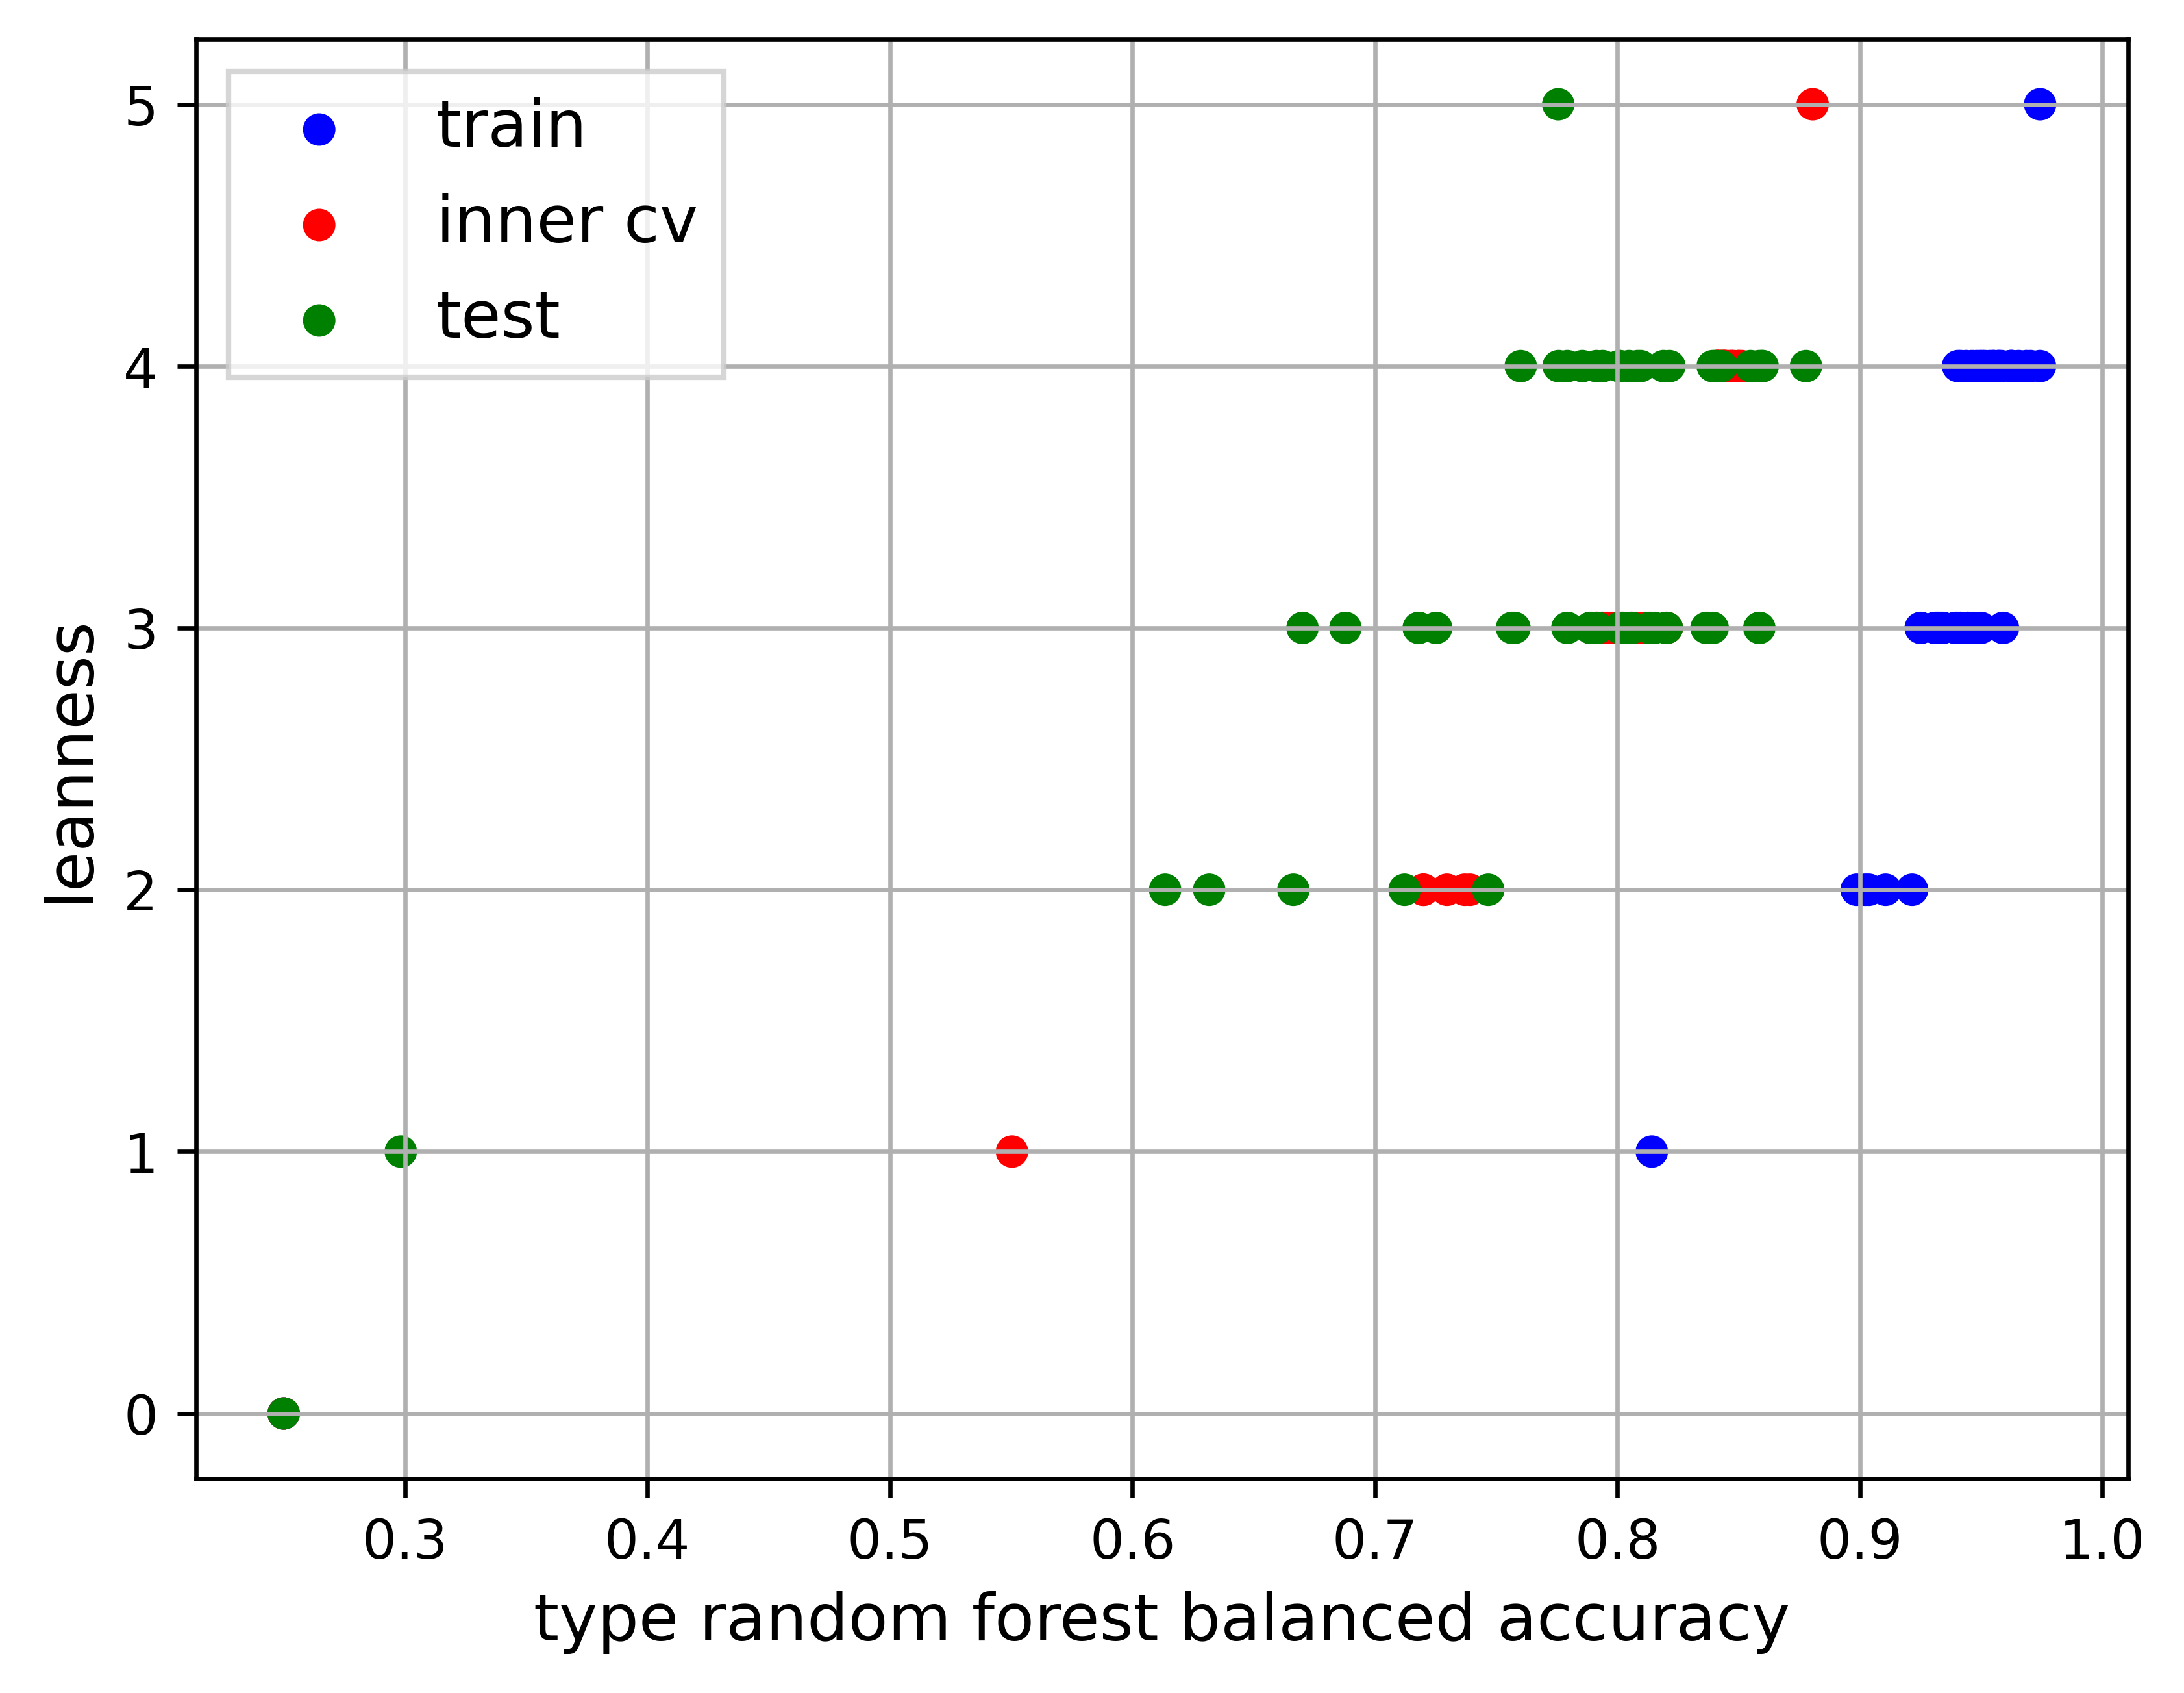 train
inner cv
test
5
4
3
2
1
0
leanness
0.3 0.4 0.5 0.6 0.7 0.8 0.9 1.0
type random forest balanced accuracy